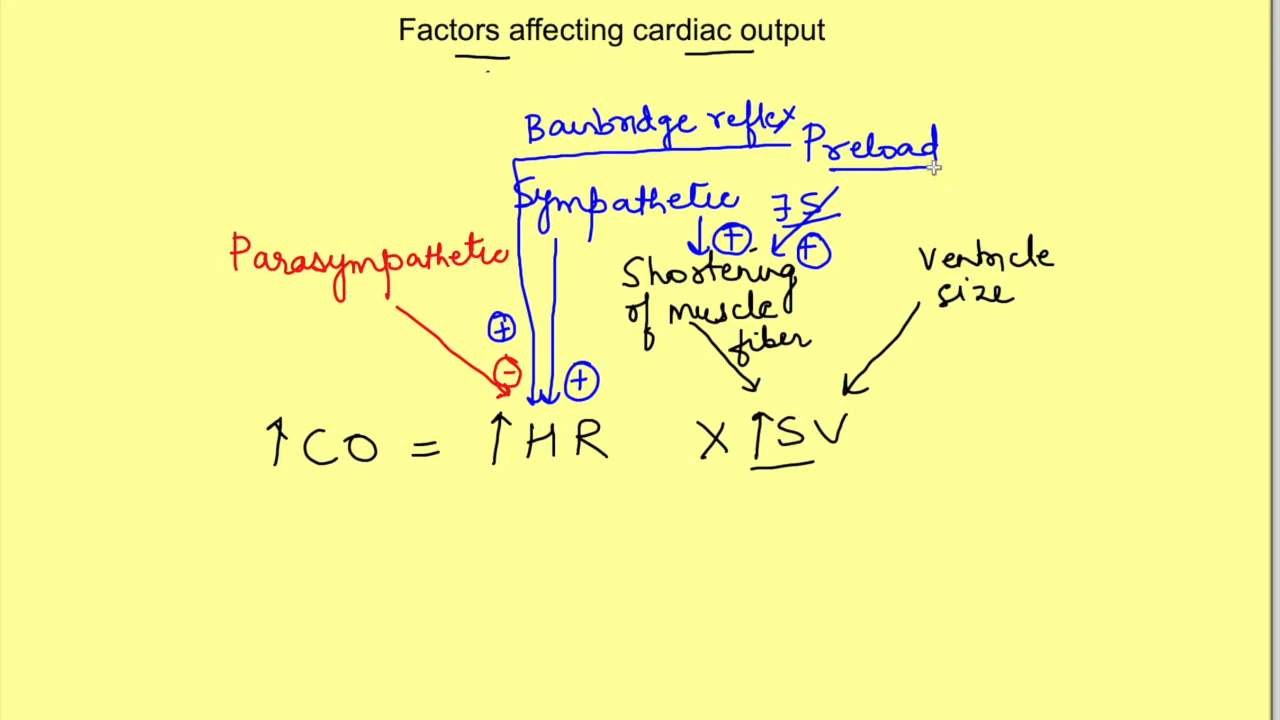 Factors affecting cardiac output
Bainbridge reflex
Preload
Sympathetic
Parasympathetic
+
+
Shortening
of muscle
fiber
ventricle
size
+
-
+
↑CO = ↑HR X ↑SV